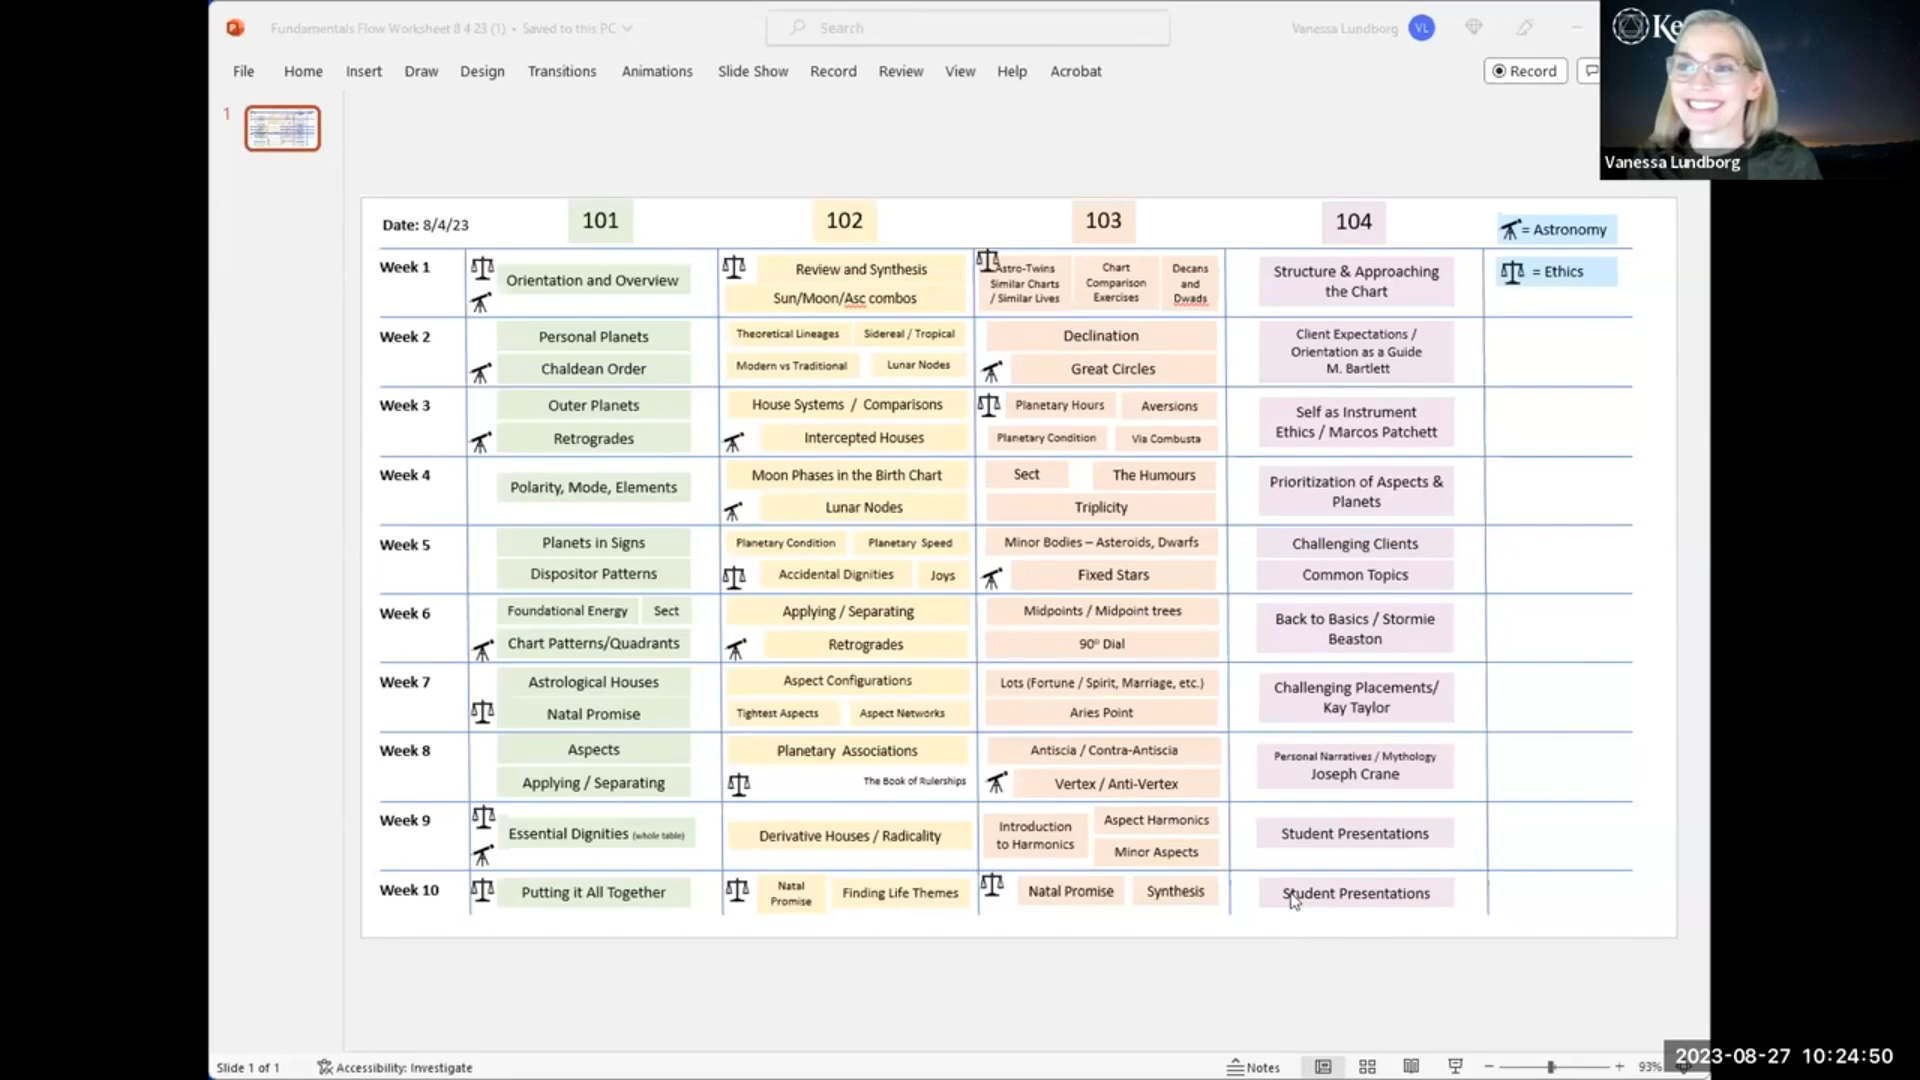 Fundamentals Flow Worksheet 8 4 23 (1) • Saved to this PC
Search
Vanessa Lundborg
VL
File Home Insert Draw Design Transitions Animations Slide Show Record Review View Help Acrobat
Record
Vanessa Lundborg
1
Date: 8/4/23
101
102
103
104
= Astronomy
= Ethics
Week 1
Orientation and Overview
Review and Synthesis
Sun/Moon/Asc combos
Astro-Twins
Similar Charts
/ Similar Lives
Chart
Comparison
Exercises
Decans
and
Dwads
Structure & Approaching
the Chart
Week 2
Personal Planets
Chaldean Order
Theoretical Lineages
Sidereal / Tropical
Modern vs Traditional
Lunar Nodes
Declination
Great Circles
Client Expectations /
Orientation as a Guide
M. Bartlett
Week 3
Outer Planets
Retrogrades
House Systems / Comparisons
Intercepted Houses
Planetary Hours
Aversions
Planetary Condition
Via Combusta
Self as Instrument
Ethics / Marcos Patchett
Week 4
Polarity, Mode, Elements
Moon Phases in the Birth Chart
Lunar Nodes
Sect
The Humours
Triplicity
Prioritization of Aspects &
Planets
Week 5
Planets in Signs
Dispositor Patterns
Planetary Condition
Planetary Speed
Accidental Dignities
Joys
Minor Bodies – Asteroids, Dwarfs
Fixed Stars
Challenging Clients
Common Topics
Week 6
Foundational Energy
Sect
Chart Patterns/Quadrants
Applying / Separating
Retrogrades
Midpoints / Midpoint trees
90° Dial
Back to Basics / Stormie
Beaston
Week 7
Astrological Houses
Natal Promise
Aspect Configurations
Tightest Aspects
Aspect Networks
Lots (Fortune / Spirit, Marriage, etc.)
Aries Point
Challenging Placements/
Kay Taylor
Week 8
Aspects
Applying / Separating
Planetary Associations
The Book of Rulerships
Antiscia / Contra-Antiscia
Vertex / Anti-Vertex
Personal Narratives / Mythology
Joseph Crane
Week 9
Essential Dignities (whole table)
Derivative Houses / Radicality
Introduction
to Harmonics
Aspect Harmonics
Minor Aspects
Student Presentations
Week 10
Putting it All Together
Natal
Promise
Finding Life Themes
Natal Promise
Synthesis
Student Presentations
Slide 1 of 1
Accessibility: Investigate
Notes
93%
2023-08-27 10:24:50